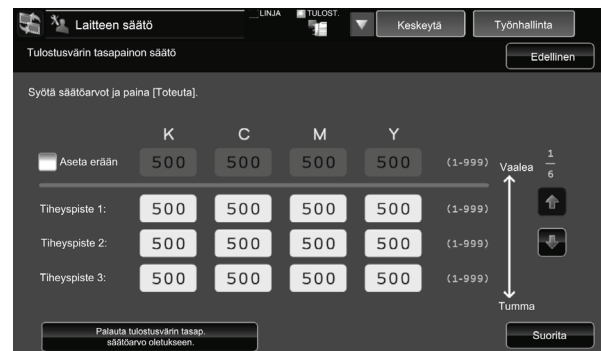 Laitteen säätö
LINJA
TULOST.
Keskeytä
Työnhallinta
Tulostusvärin tasapainon säätö
Edellinen
Syötä säätöarvot ja paina [Toteuta].
K C M Y
Aseta erään 500 500 500 500 (1-999) Vaalea 1
6
Tiheyspiste 1: 500 500 500 500 (1-999)
Tiheyspiste 2: 500 500 500 500 (1-999)
Tiheyspiste 3: 500 500 500 500 (1-999)
Tumma
Palauta tulostusvärin tasap.
säätöarvo oletukseen.
Suorita